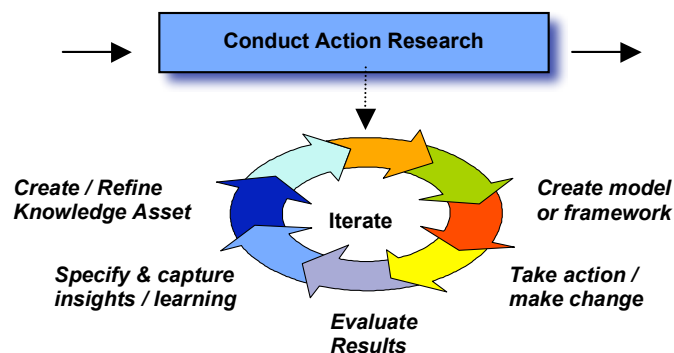 Conduct Action Research
Create / Refine
Knowledge Asset
Iterate
Create model
or framework
Specify & capture
insights / learning
Take action /
make change
Evaluate
Results